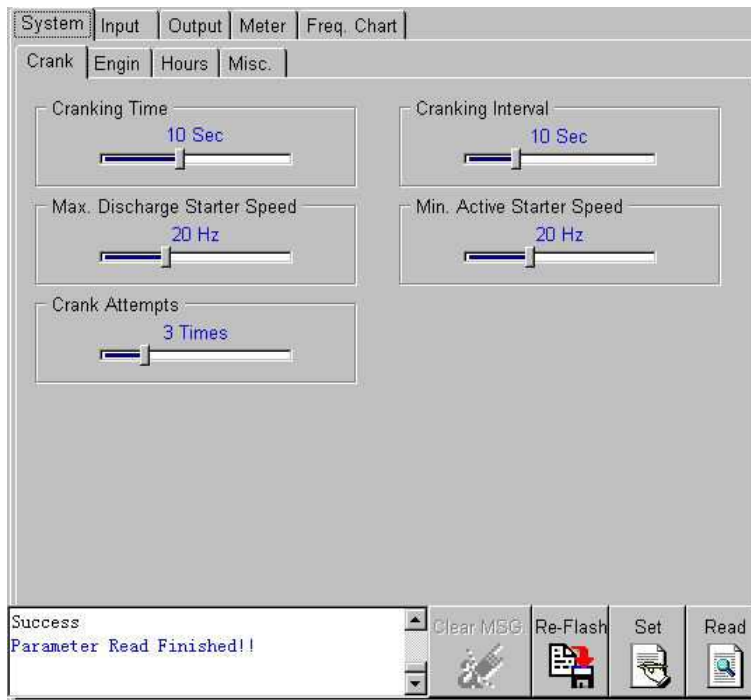 System Input Output Meter Freq. Chart
Crank Engin Hours Misc.
Cranking Time
10 Sec
Cranking Interval
10 Sec
Max. Discharge Starter Speed
20 Hz
Min. Active Starter Speed
20 Hz
Crank Attempts
3 Times
Success
Parameter Read Finished!!
Clear MSG Re-Flash Set Read